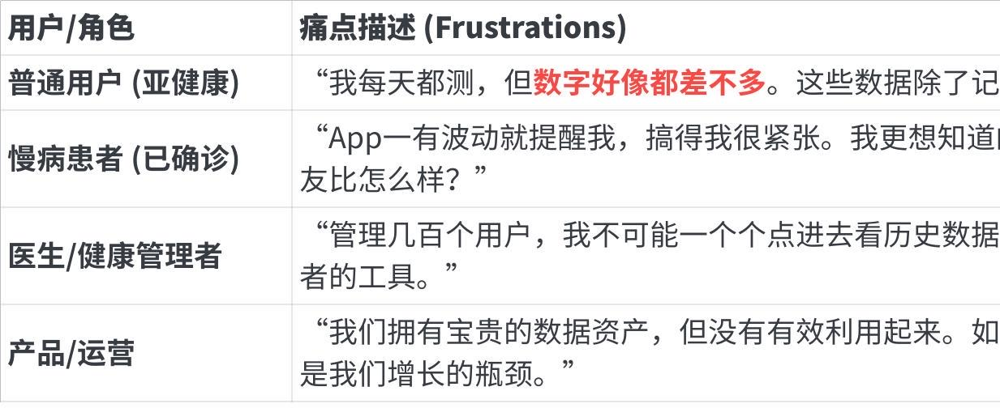 用户/角色 痛点描述 (Frustrations)
普通用户 (亚健康) “我每天都测，但数字好像都差不多。这些数据除了记
慢病患者 (已确诊) “App一有波动就提醒我，搞得我很紧张。我更想知道
友比怎么样？”
医生/健康管理者 “管理几百个用户，我不可能一个个点进去看历史数据
者的工具。”
产品/运营 “我们拥有宝贵的数据资产，但没有有效利用起来。如
是我们增长的瓶颈。”